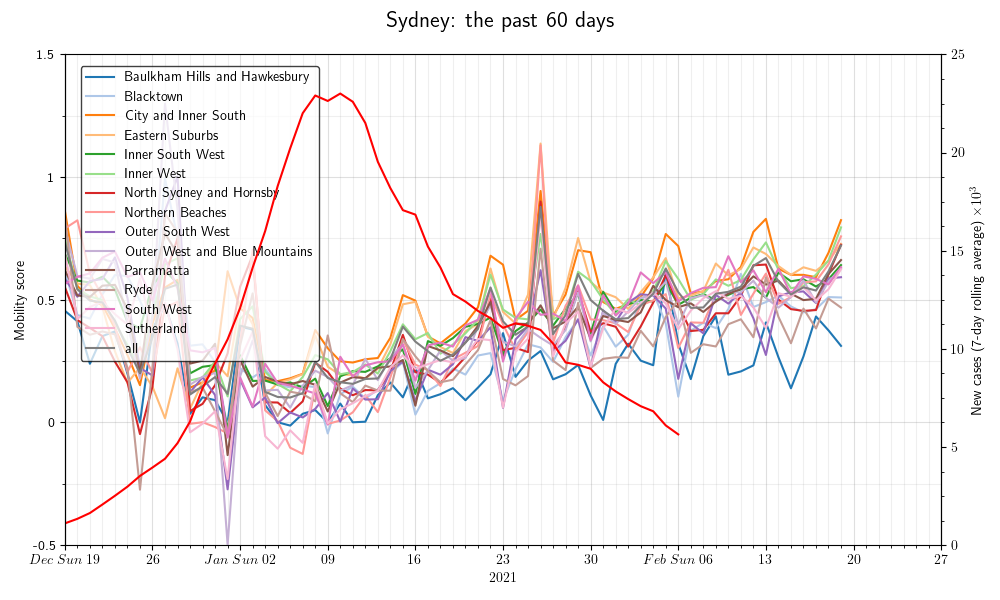 Sydney: the past 60 days
1.5
1
0.5
0
-0.5
Mobility score
Baulkham Hills and Hawkesbury
Blacktown
City and Inner South
Eastern Suburbs
Inner South West
Inner West
North Sydney and Hornsby
Northern Beaches
Outer South West
Outer West and Blue Mountains
Parramatta
Ryde
South West
Sutherland
all
25
20
15
10
5
0
New cases (7-day rolling average) ×10³
Dec Sun 19
26
Jan Sun 02
09
16
23
30
Feb Sun 06
13
20
27
2021